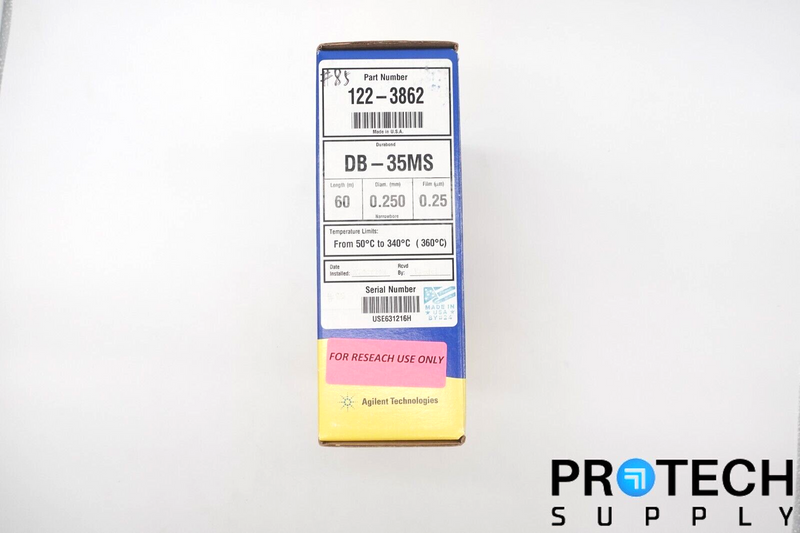 #85
Part Number
122-3862
Made in U.S.A.
Durabond
DB-35MS
Length (m) Diam. (mm) Film (µm)
60 0.250 0.25
Narrowbore
Temperature Limits:
From 50°C to 340°C (360°C)
Date Installed: Rcvd By:
Serial Number
USE631216H
MADE IN
USA
FOR RESEACH USE ONLY
Agilent Technologies
PROTECH
SUPPLY